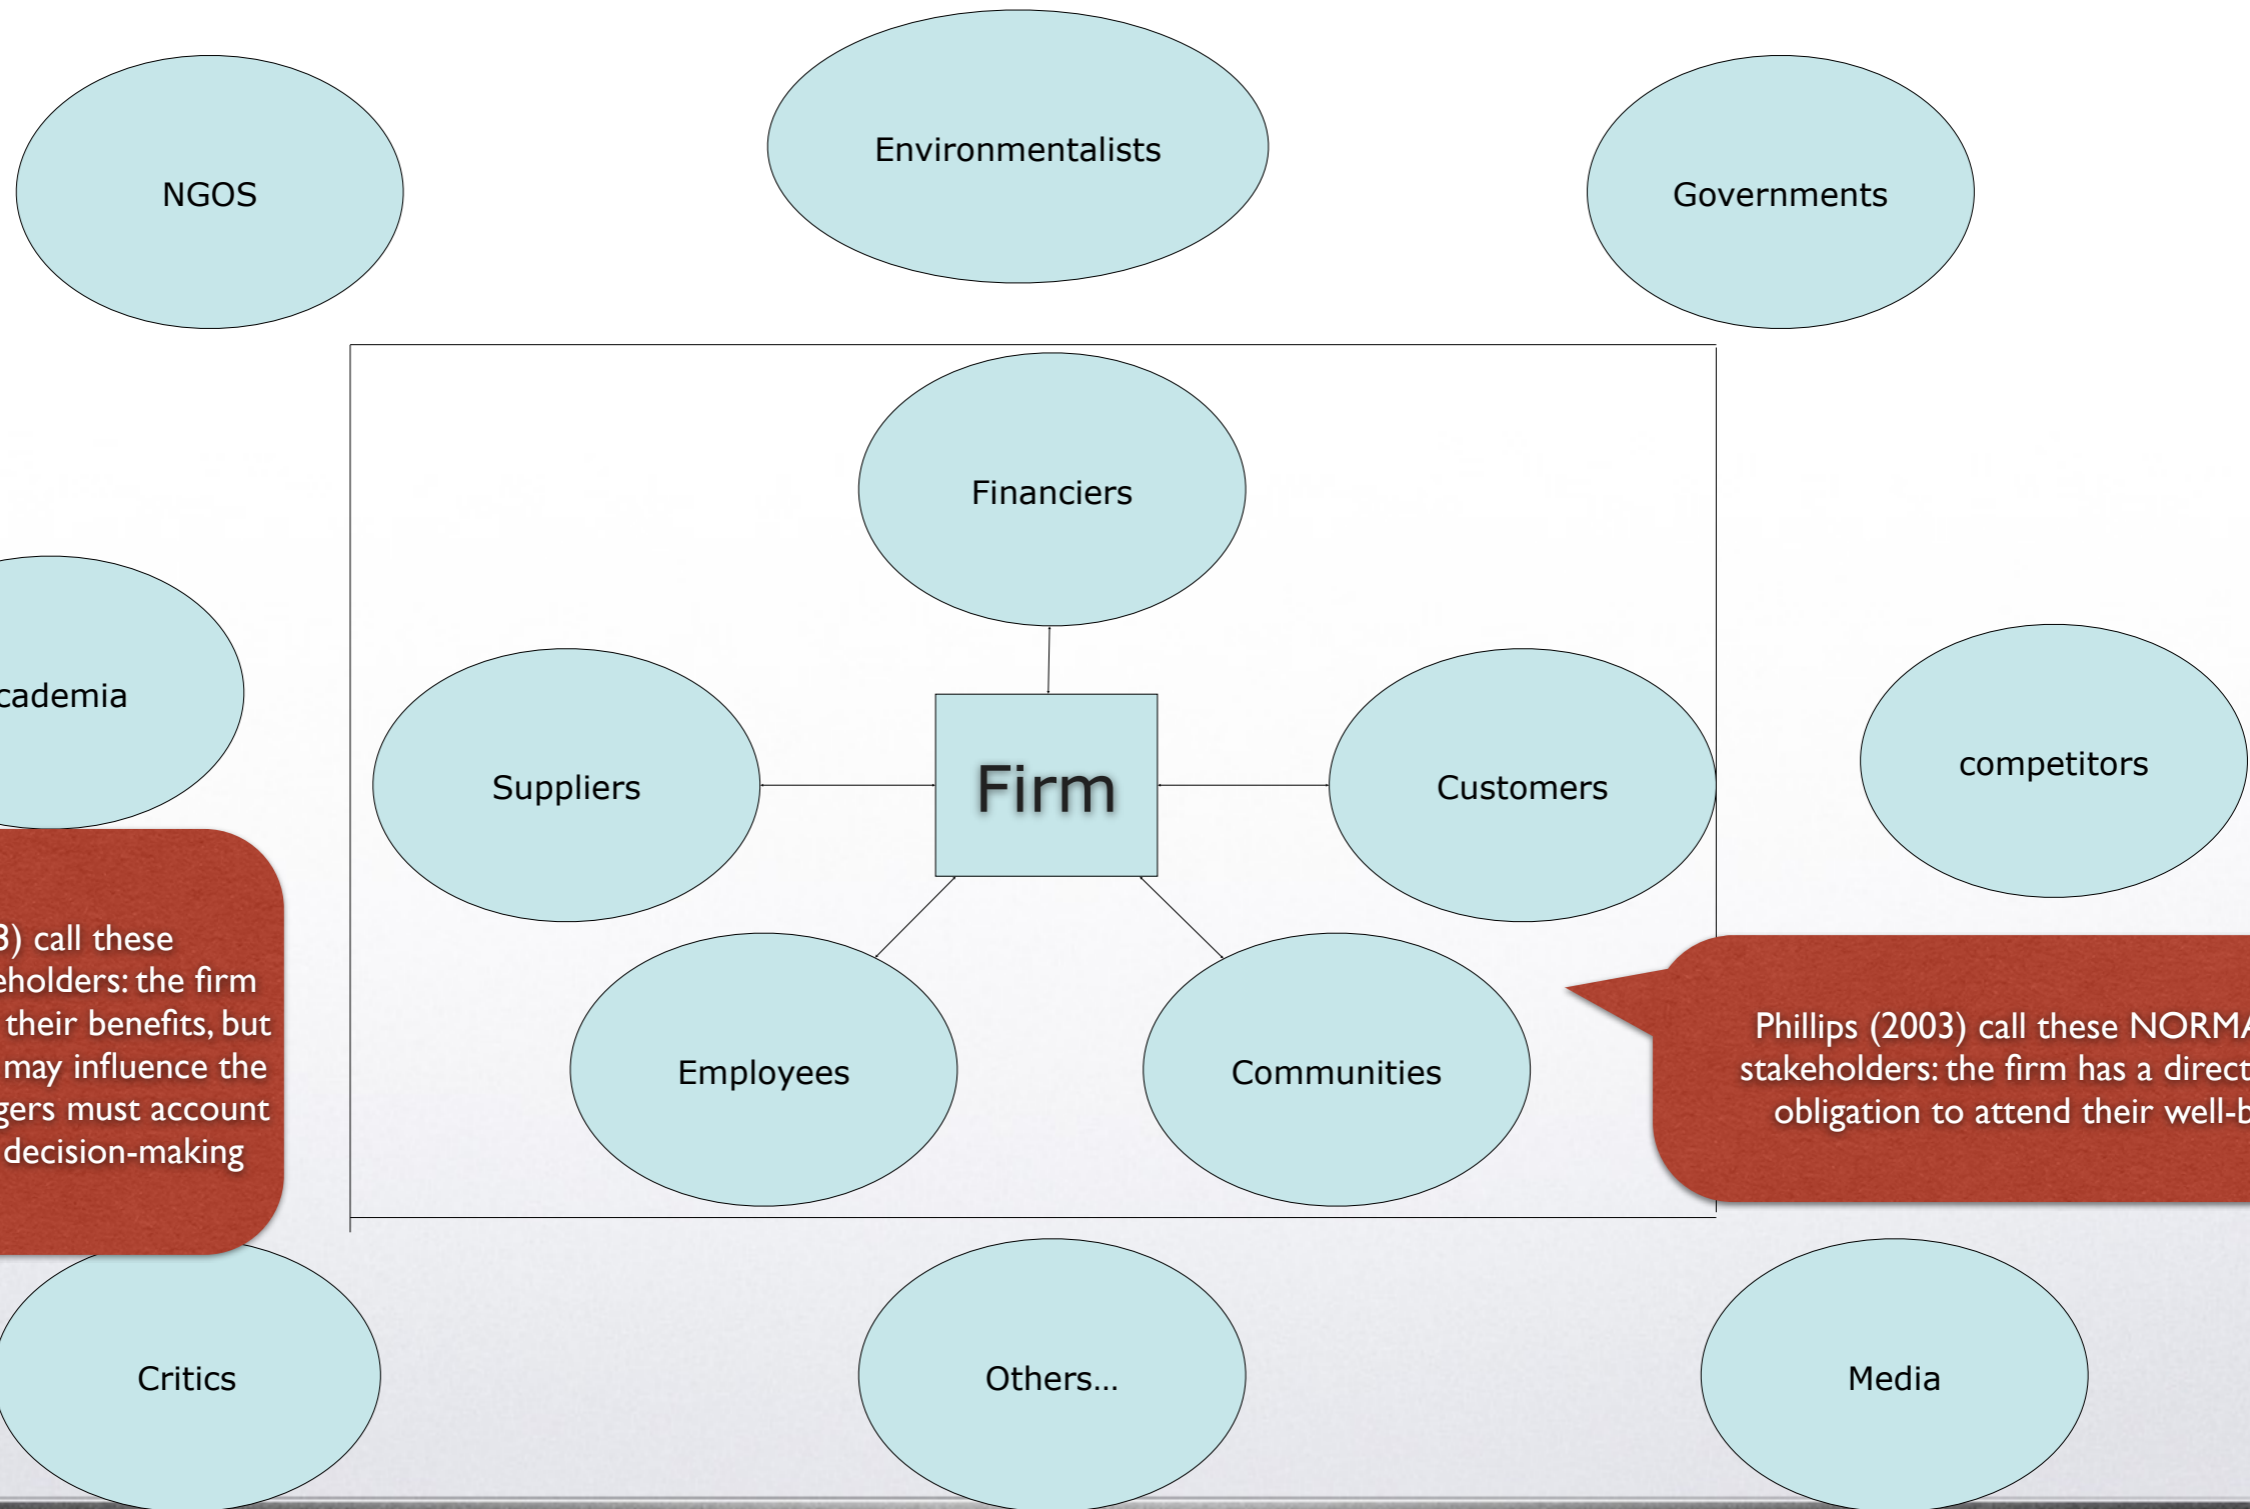 Environmentalists
NGOS
Governments
Financiers
cademia
competitors
Suppliers
Firm
Customers
3) call these
eholders: the firm
their benefits, but
may influence the
gers must account
decision-making
Phillips (2003) call these NORMA
stakeholders: the firm has a direct
obligation to attend their well-b
Employees
Communities
Critics
Others...
Media